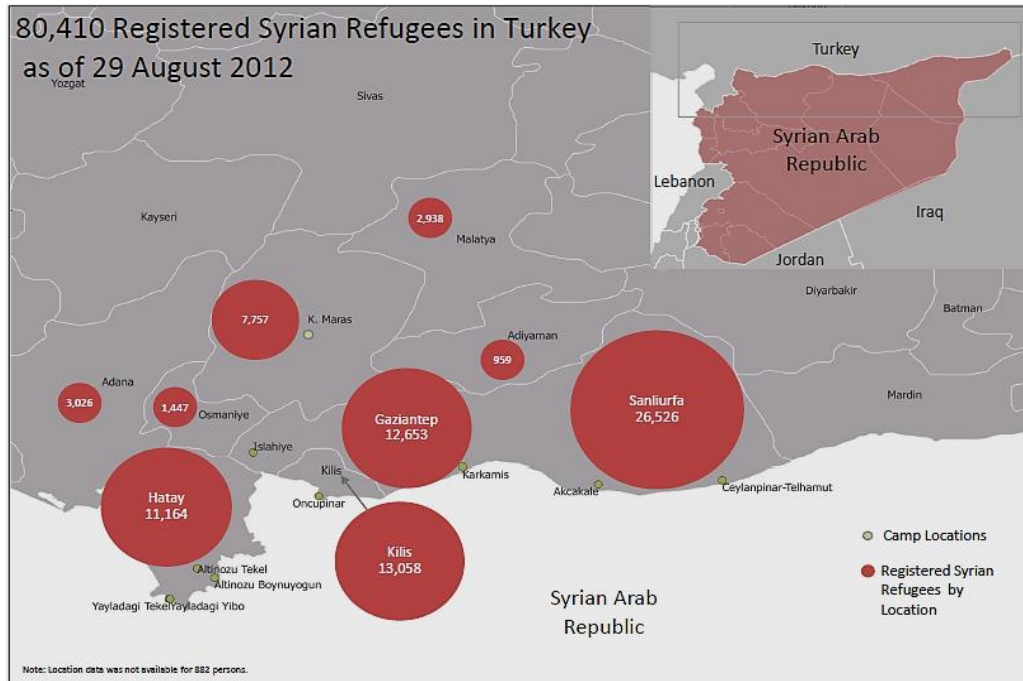 80,410 Registered Syrian Refugees in Turkey
as of 29 August 2012
Yozgat
Sivas
Kayseri
2,938
Malatya
Turkey
Syrian Arab
Republic
Lebanon
Iraq
Jordan
Diyarbakir
Batman
Mardin
7,757
K. Maras
Adiyaman
959
Adana
3,026
1,447
Osmaniye
Gaziantep
12,653
Sanliurfa
26,526
Islahiye
Kilis
Karkamis
Oncupinar
Akcakale
Ceylanpinar-Telhamut
Hatay
11,164
Kilis
13,058
Altinozu Tekel
Altinozu Boynuyogun
Yayladagi Tekel
Yayladagi Yibo
Syrian Arab
Republic
Camp Locations
Registered Syrian
Refugees by
Location
Note: Location data was not available for 882 persons.